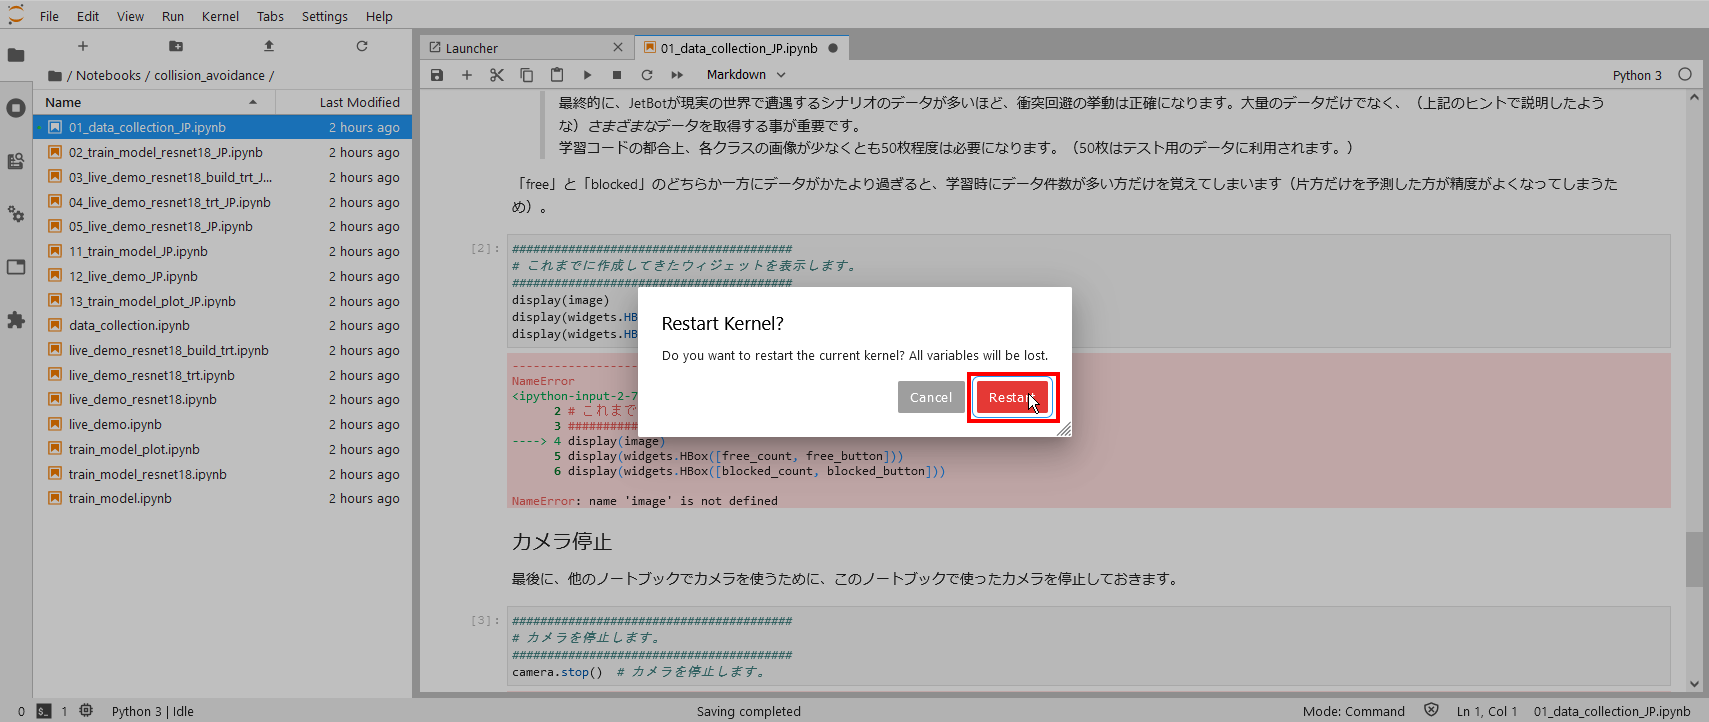 File Edit View Run Kernel Tabs Settings Help
/ Notebooks / collision_avoidance /
Name Last Modified
01_data_collection_JP.ipynb 2 hours ago
02_train_model_resnet18_JP.ipynb 2 hours ago
03_live_demo_resnet18_build_trt_J... 2 hours ago
04_live_demo_resnet18_trt_JP.ipynb 2 hours ago
05_live_demo_resnet18_JP.ipynb 2 hours ago
11_train_model_JP.ipynb 2 hours ago
12_live_demo_JP.ipynb 2 hours ago
13_train_model_plot_JP.ipynb 2 hours ago
data_collection.ipynb 2 hours ago
live_demo_resnet18_build_trt.ipynb 2 hours ago
live_demo_resnet18_trt.ipynb 2 hours ago
live_demo_resnet18.ipynb 2 hours ago
live_demo.ipynb 2 hours ago
train_model_plot.ipynb 2 hours ago
train_model_resnet18.ipynb 2 hours ago
train_model.ipynb 2 hours ago
Launcher 01_data_collection_JP.ipynb
Markdown Python 3
最終的に、JetBotが現実の世界で遭遇するシナリオのデータが多いほど、衝突回避の挙動は正確になります。大量のデータだけでなく、（上記のヒントで説明したよう
な）さまざまなデータを取得する事が重要です。
学習コードの都合上、各クラスの画像が少なくとも50枚程度は必要になります。（50枚はテスト用のデータに利用されます。）
「free」と「blocked」のどちらか一方にデータがかたより過ぎると、学習時にデータ件数が多い方だけを覚えてしまいます（片方だけを予測した方が精度がよくなってしまうた
め）。
[2]: ########################################
# これまでに作成してきたウィジェットを表示します。
########################################
display(image)
display(widgets.HB
display(widgets.HB
Restart Kernel?
Do you want to restart the current kernel? All variables will be lost.
Cancel Restart
NameError
<ipython-input-2-7
2 # これまで
3 ##########
----> 4 display(image)
5 display(widgets.HBox([free_count, free_button]))
6 display(widgets.HBox([blocked_count, blocked_button]))
NameError: name 'image' is not defined
カメラ停止
最後に、他のノートブックでカメラを使うために、このノートブックで使ったカメラを停止しておきます。
[3]: ########################################
# カメラを停止します。
########################################
camera.stop() # カメラを停止します。
0 1 Python 3 | Idle Saving completed Mode: Command Ln 1, Col 1 01_data_collection_JP.ipynb